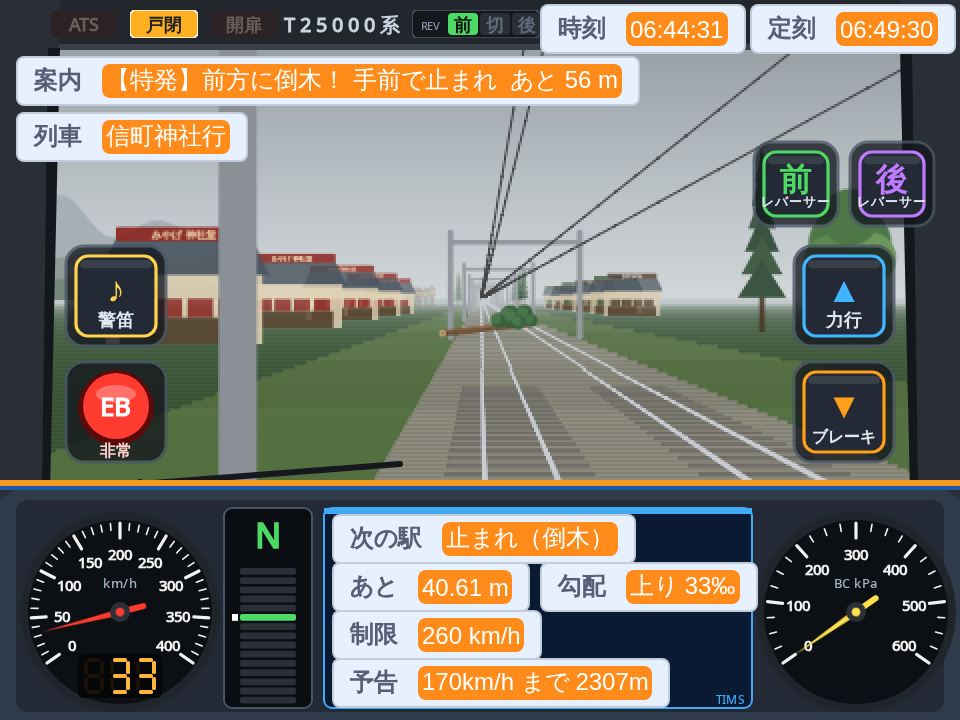 ATS 戸閉 開扉 T25000系 REV 前 切 後
時刻 06:44:31 定刻 06:49:30
案内 【特発】前方に倒木！ 手前で止まれ あと 56 m
列車 信町神社行
前 レバーサー 後 レバーサー
♪ 警笛
▲ 力行
EB 非常
▼ ブレーキ
0 50 100 150 200 250 300 350 400 km/h
33
N
次の駅 止まれ（倒木）
あと 40.61 m 勾配 上り 33‰
制限 260 km/h
予告 170km/h まで 2307m
TIMS
0 100 200 300 400 500 600 BC kPa